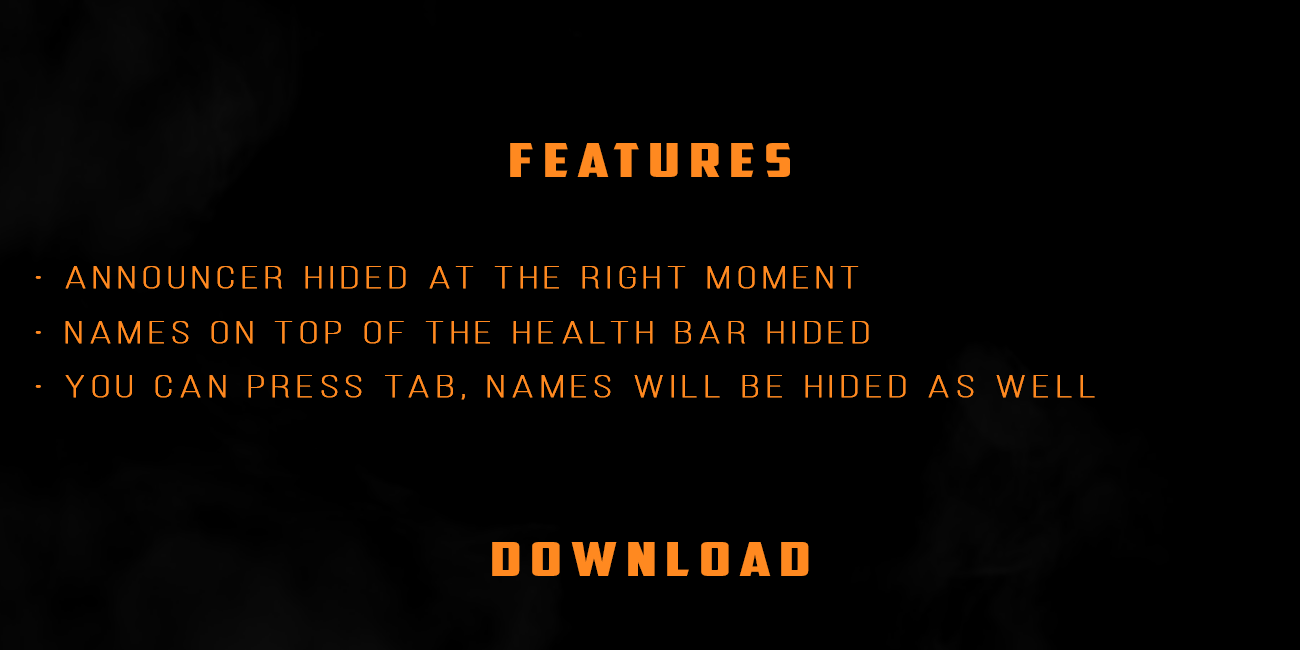 FEATURES
- ANNOUNCER HIDED AT THE RIGHT MOMENT
- NAMES ON TOP OF THE HEALTH BAR HIDED
- YOU CAN PRESS TAB, NAMES WILL BE HIDED AS WELL
DOWNLOAD